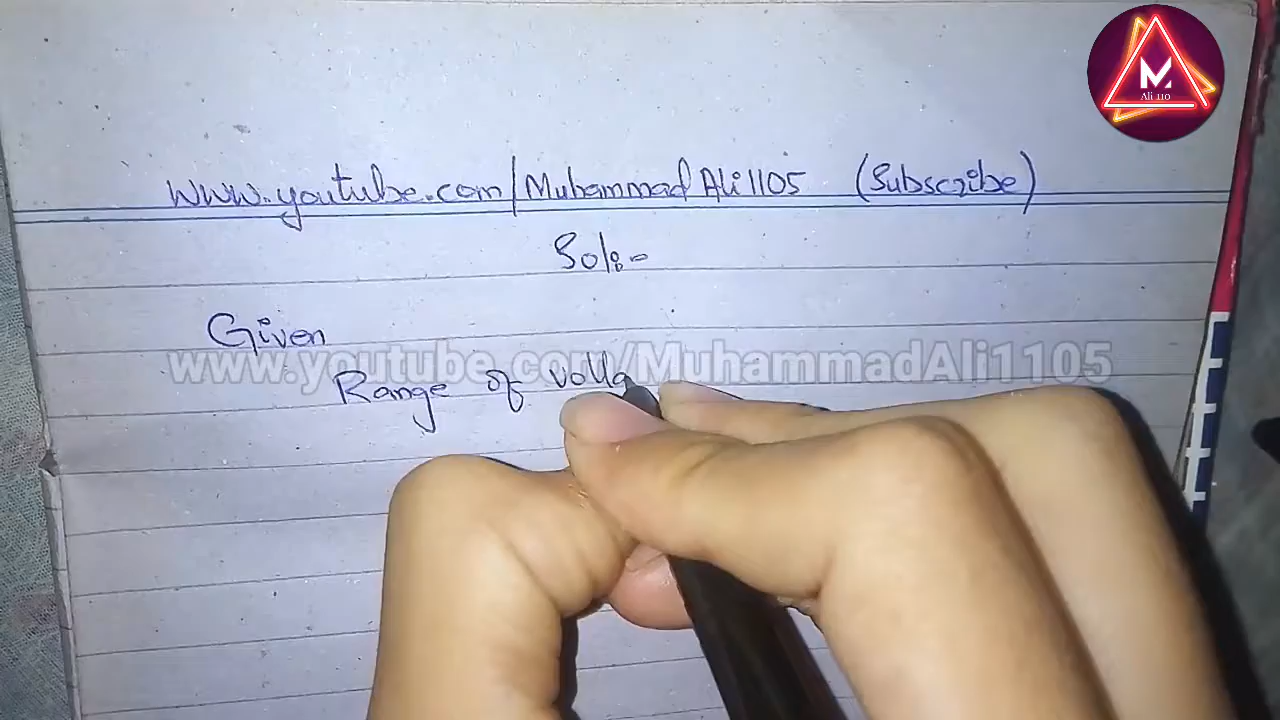 M
Ali 110
www.youtube.com/MuhammadAli1105 (Subscribe)
Sol:-
Given
www.youtube.com/MuhammadAli1105
Range of volta